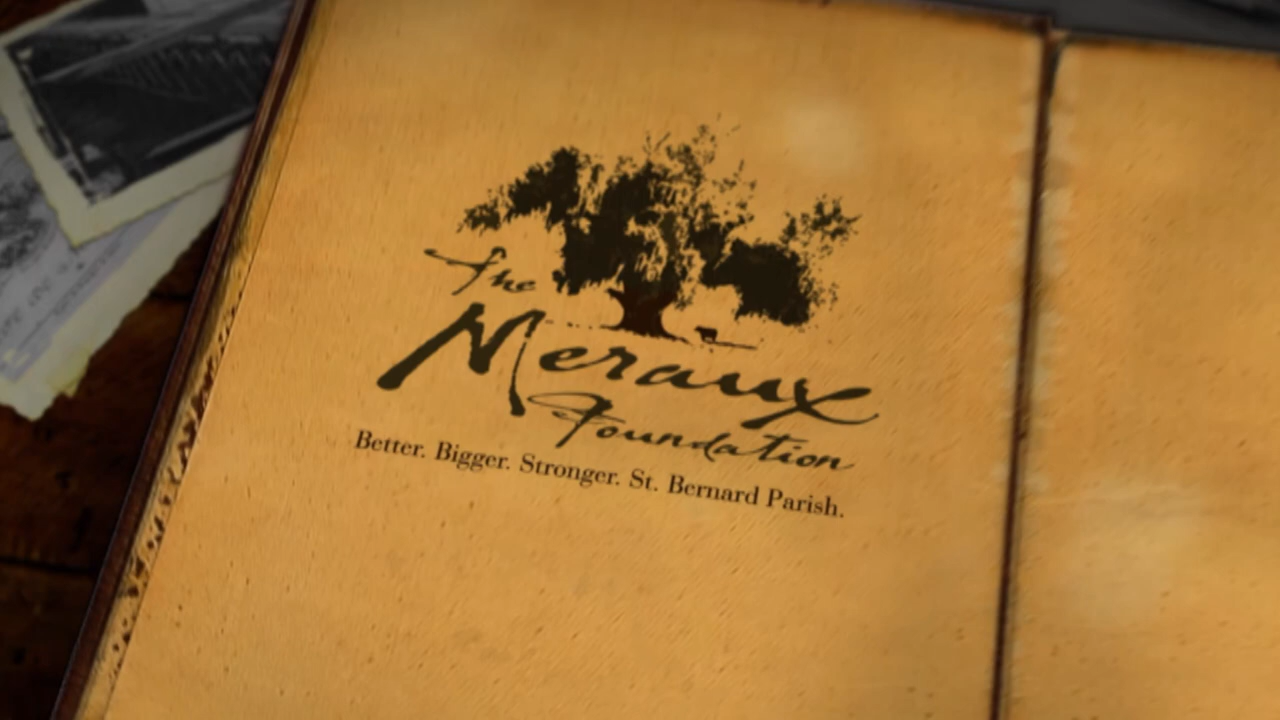 The
Meraux
Foundation
Better. Bigger. Stronger. St. Bernard Parish.